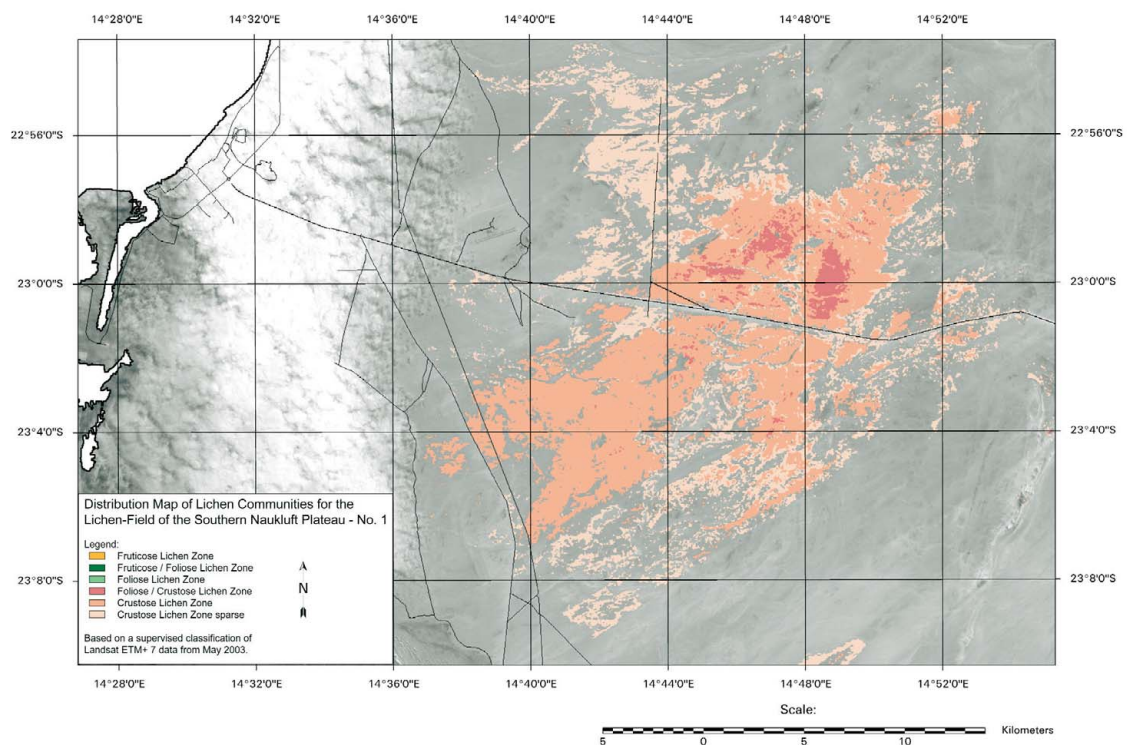 14°28'0"E 14°32'0"E 14°36'0"E 14°40'0"E 14°44'0"E 14°48'0"E 14°52'0"E
22°56'0"S 22°56'0"S
23°0'0"S 23°0'0"S
23°4'0"S 23°4'0"S
23°8'0"S 23°8'0"S
Distribution Map of Lichen Communities for the
Lichen-Field of the Southern Naukluft Plateau - No. 1
Legend:
Fruticose Lichen Zone
Fruticose / Foliose Lichen Zone
Foliose Lichen Zone
Foliose / Crustose Lichen Zone
Crustose Lichen Zone
Crustose Lichen Zone sparse
N
Based on a supervised classification of
Landsat ETM+ 7 data from May 2003.
14°28'0"E 14°32'0"E 14°36'0"E 14°40'0"E 14°44'0"E 14°48'0"E 14°52'0"E
Scale:
Kilometers
5 0 5 10